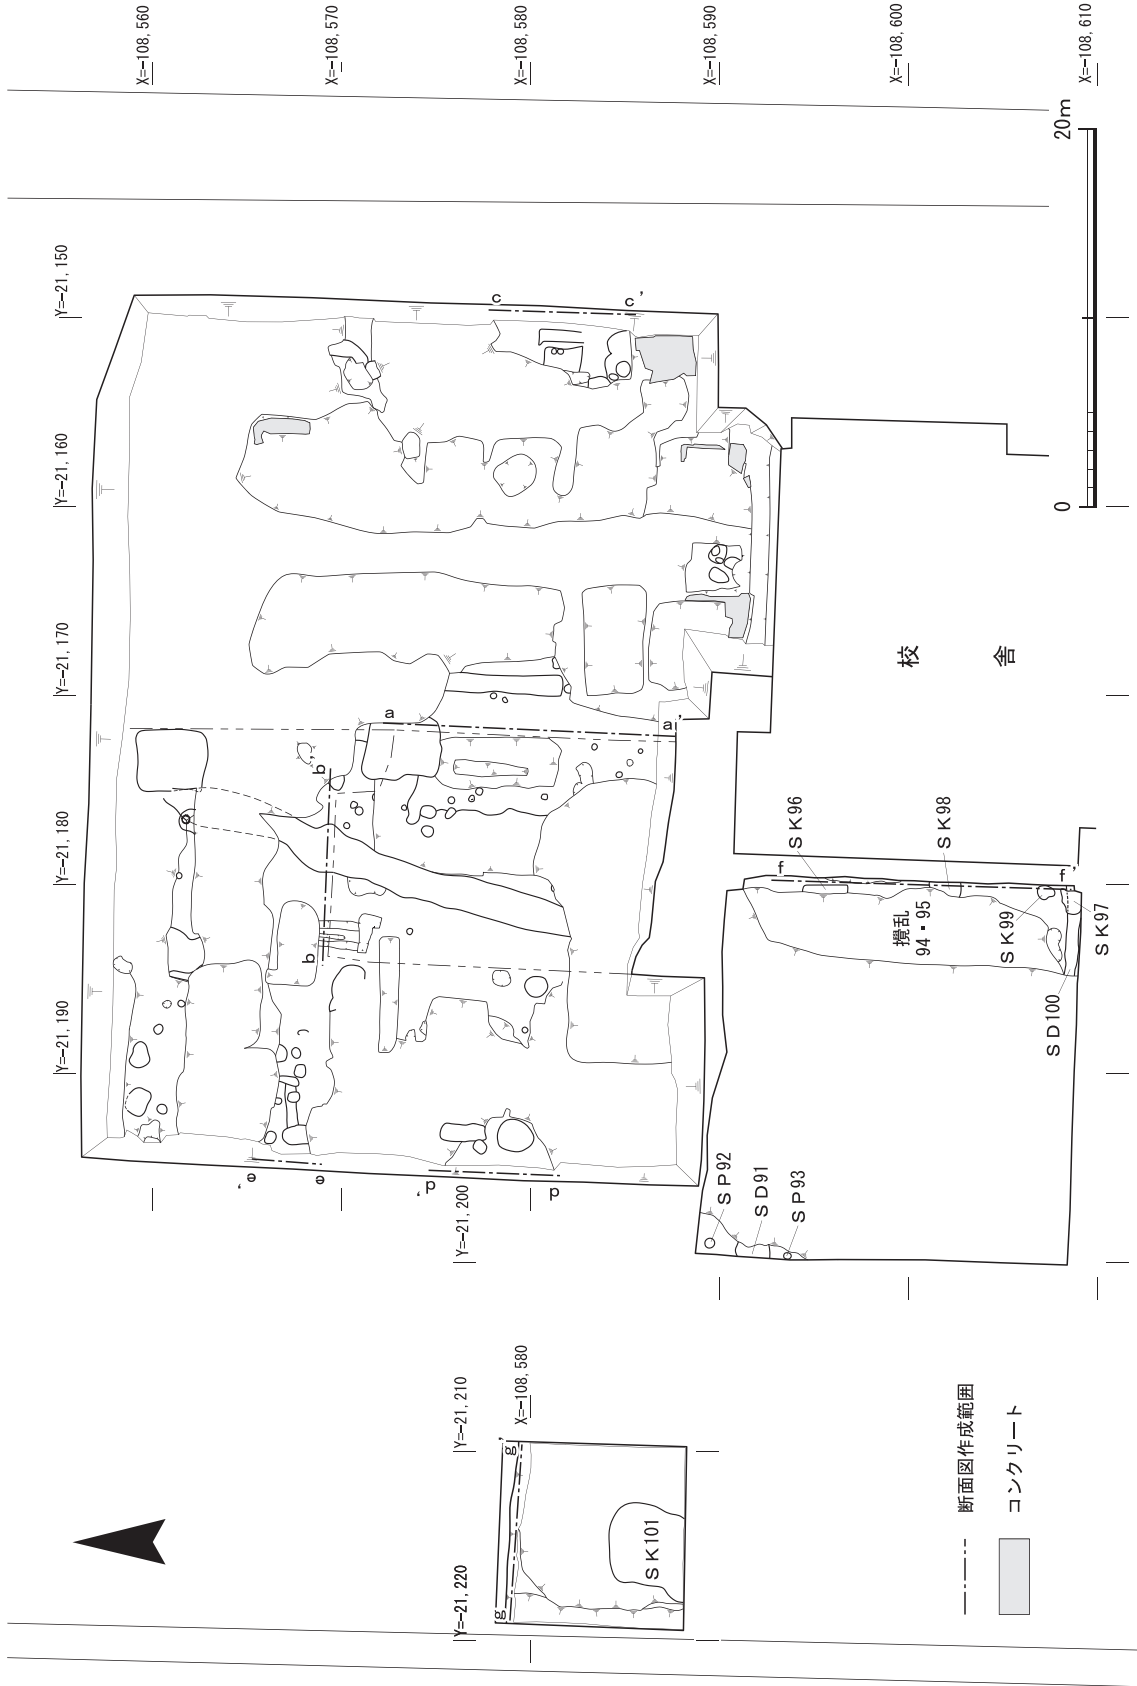 X=-108,560
X=-108,570
X=-108,580
X=-108,590
X=-108,600
X=-108,610
Y=-21,150
Y=-21,160
Y=-21,170
Y=-21,180
Y=-21,190
Y=-21,200
20m
0
c
c'
a
a'
b'
b
e'
e
d'
d
校舎
f
f'
SK96
SK98
攪乱
94・95
SK99
SK97
SD100
SP92
SD91
SP93
Y=-21,210
X=-108,580
Y=-21,220
g'
g
SK101
断面図作成範囲
コンクリート